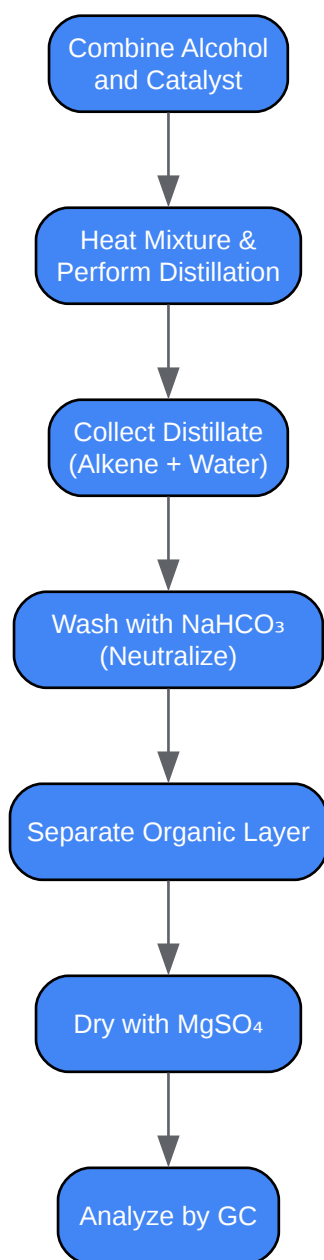 Combine Alcohol
and Catalyst
Heat Mixture &
Perform Distillation
Collect Distillate
(Alkene + Water)
Wash with NaHCO₃
(Neutralize)
Separate Organic Layer
Dry with MgSO₄
Analyze by GC